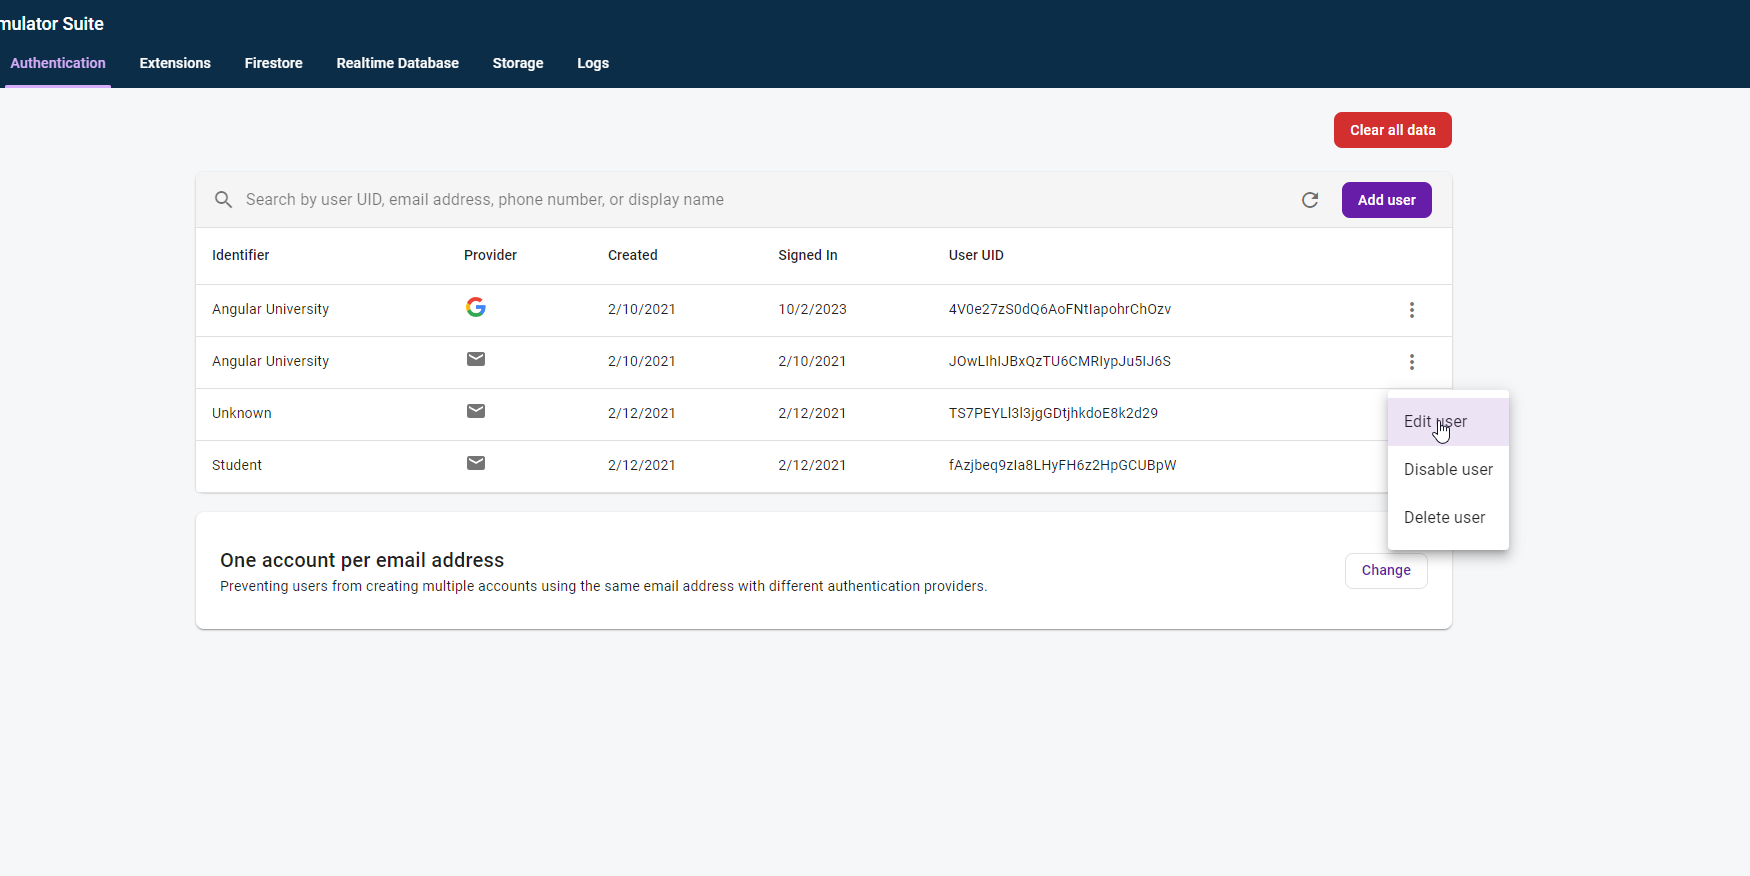 mulator Suite
Authentication Extensions Firestore Realtime Database Storage Logs
Clear all data
Search by user UID, email address, phone number, or display name
Add user
Identifier Provider Created Signed In User UID
Angular University 2/10/2021 10/2/2023 4V0e27zS0dQ6AoFNtIapohrChOzv
Angular University 2/10/2021 2/10/2021 JOwLIhIJBxQzTU6CMRIypJu5IJ6S
Unknown 2/12/2021 2/12/2021 TS7PEYLl3l3jgGDtjhkdoE8k2d29
Edit user
Student 2/12/2021 2/12/2021 fAzjbeq9zIa8LHyFH6z2HpGCUBpW
Disable user
Delete user
One account per email address
Preventing users from creating multiple accounts using the same email address with different authentication providers.
Change